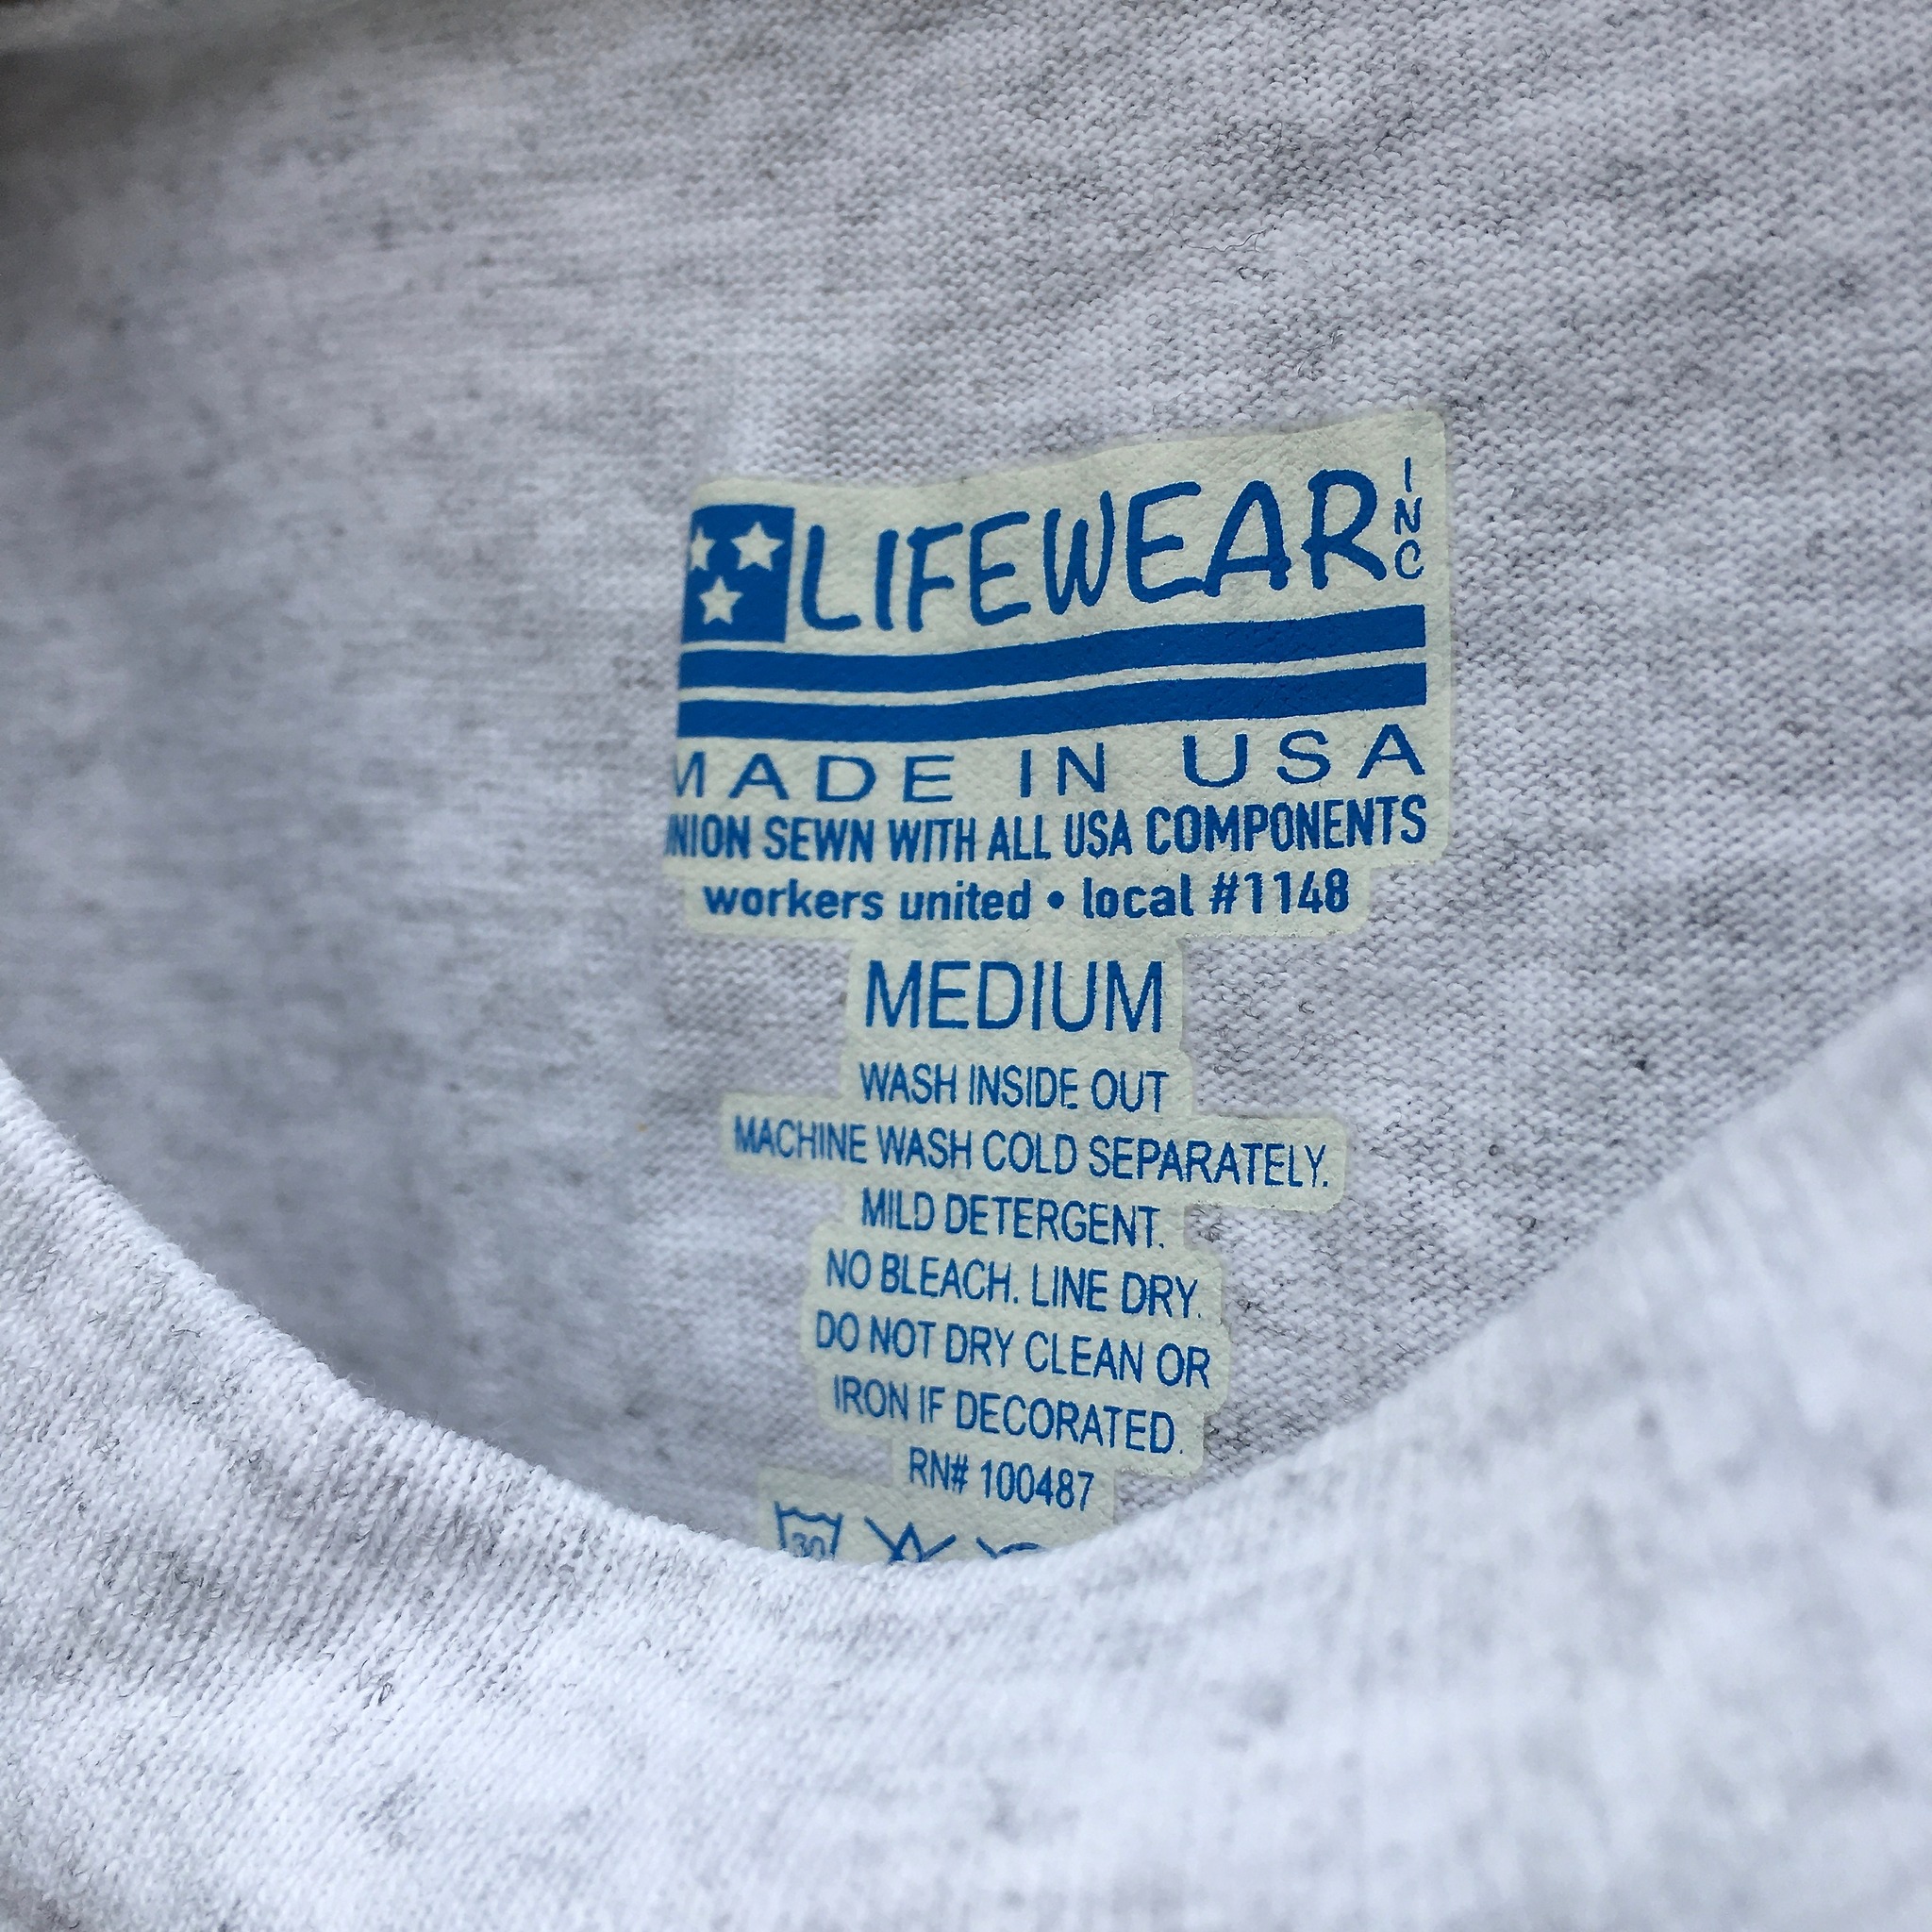 LIFEWEAR INC
MADE IN USA
UNION SEWN WITH ALL USA COMPONENTS
workers united • local #1148
MEDIUM
WASH INSIDE OUT
MACHINE WASH COLD SEPARATELY.
MILD DETERGENT.
NO BLEACH. LINE DRY.
DO NOT DRY CLEAN OR
IRON IF DECORATED.
RN# 100487
30